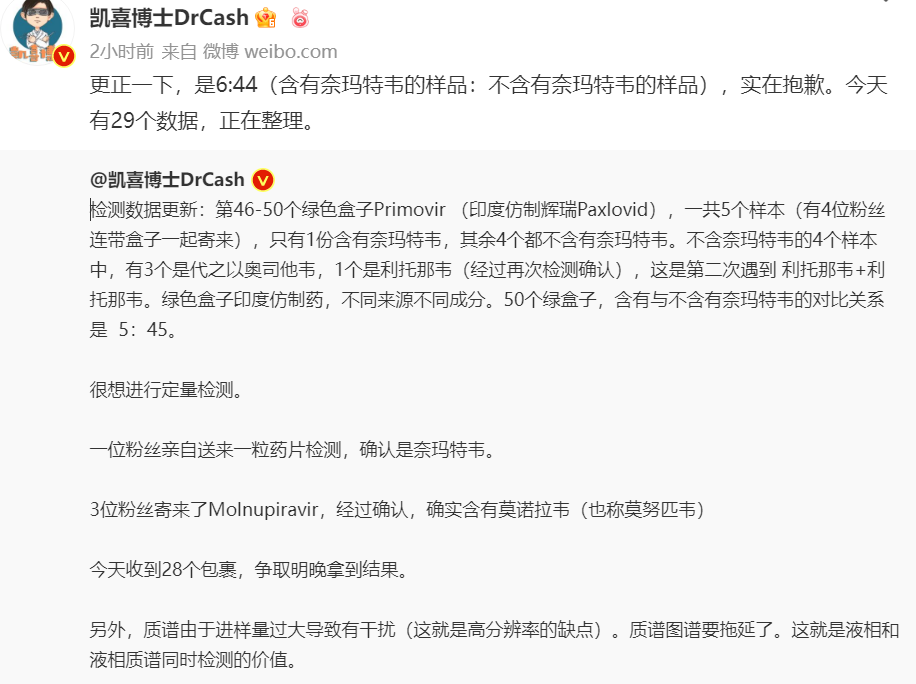 凯喜博士DrCash
2小时前 来自 微博 weibo.com
更正一下，是6:44（含有奈玛特韦的样品：不含有奈玛特韦的样品），实在抱歉。今天
有29个数据，正在整理。
@凯喜博士DrCash
检测数据更新：第46-50个绿色盒子Primovir （印度仿制辉瑞Paxlovid），一共5个样本（有4位粉丝
连带盒子一起寄来），只有1份含有奈玛特韦，其余4个都不含有奈玛特韦。不含奈玛特韦的4个样本
中，有3个是代之以奥司他韦，1个是利托那韦（经过再次检测确认），这是第二次遇到 利托那韦+利
托那韦。绿色盒子印度仿制药，不同来源不同成分。50个绿盒子，含有与不含有奈玛特韦的对比关系
是 5：45。
很想进行定量检测。
一位粉丝亲自送来一粒药片检测，确认是奈玛特韦。
3位粉丝寄来了Molnupiravir，经过确认，确实含有莫诺拉韦（也称莫努匹韦）
今天收到28个包裹，争取明晚拿到结果。
另外，质谱由于进样量过大导致有干扰（这就是高分辨率的缺点）。质谱图谱要拖延了。这就是液相和
液相质谱同时检测的价值。